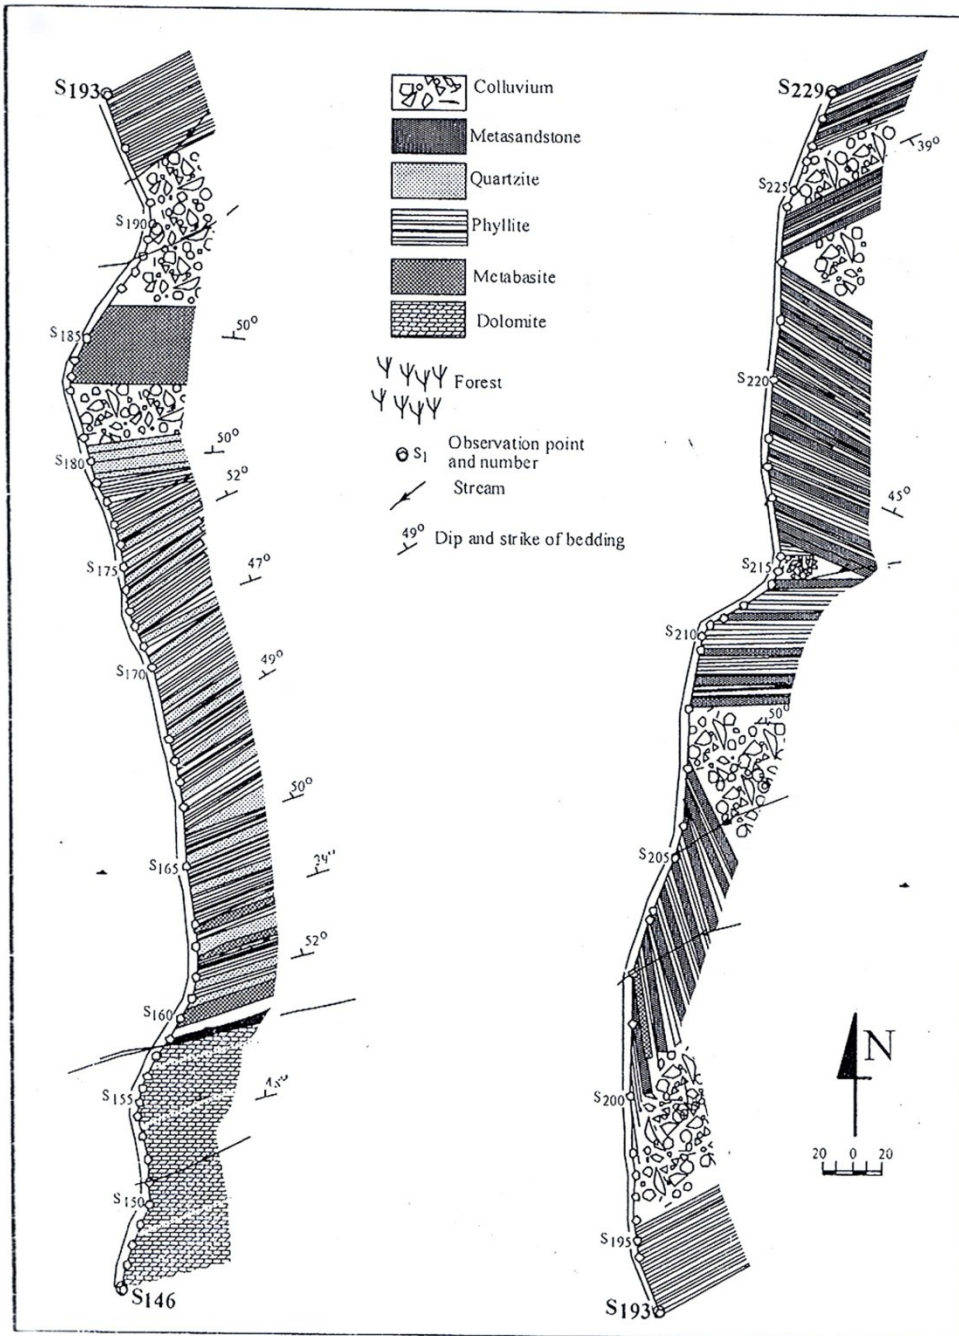 S193
S190
S185
50°
S180
50°
52°
S175
47°
S170
49°
50°
S165
52°
S160
S155
S150
S146
Colluvium
Metasandstone
Quartzite
Phyllite
Metabasite
Dolomite
Forest
S1 Observation point
and number
Stream
49° Dip and strike of bedding
S229
39°
S225
S220
45°
S215
S210
50°
S205
S200
S195
S193
N
20 0 20